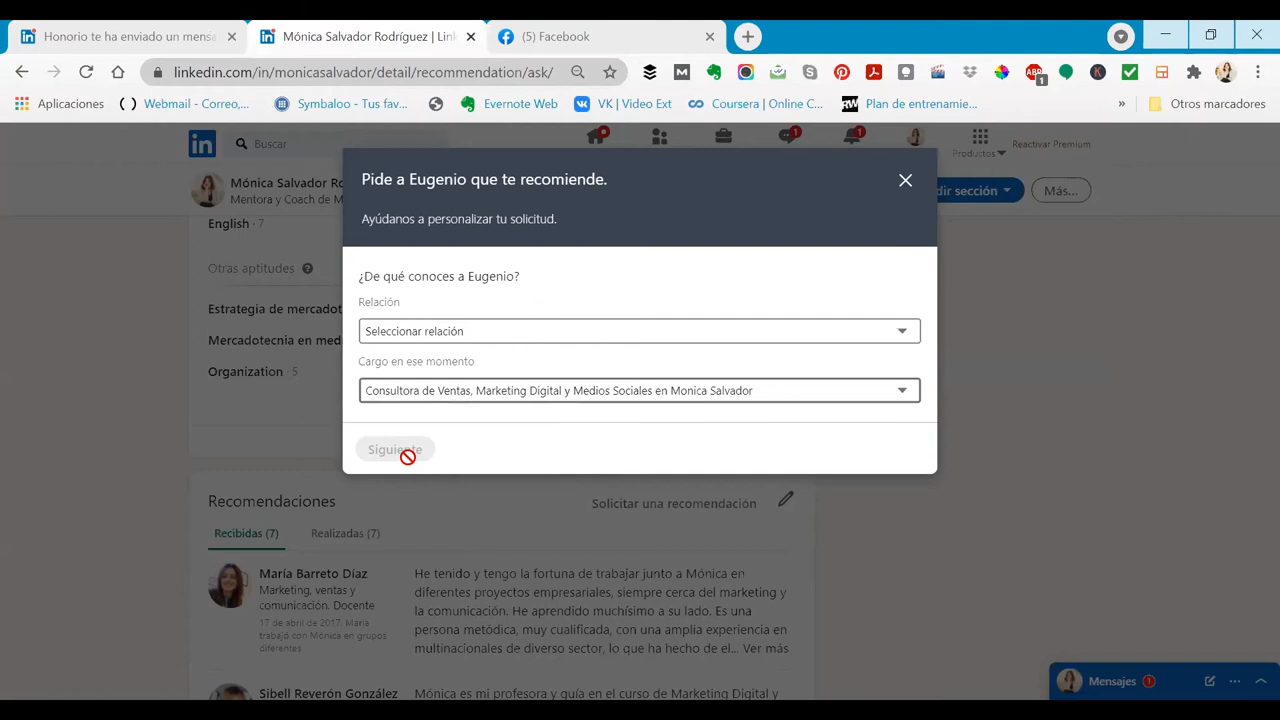 Honorio te ha enviado un mensa
Mónica Salvador Rodríguez | Link
(5) Facebook
linkedin.com/in/monicasalvador/detail/recommendation/ask/
ABP
1
Aplicaciones
Webmail - Correo,...
Symbaloo - Tus fav...
Evernote Web
VK | Video Ext
Coursera | Online C...
RW
Plan de entrenamie...
»
Otros marcadores
in
Buscar
1
1
Productos
Reactivar Premium
Mónica Salvador Ro
Mentora y Coach de M
dir sección
Más...
Pide a Eugenio que te recomiende.
Ayúdanos a personalizar tu solicitud.
English · 7
Otras aptitudes
Estrategia de mercadot
Mercadotecnia en med
Organization · 5
¿De qué conoces a Eugenio?
Relación
Seleccionar relación
Cargo en ese momento
Consultora de Ventas, Marketing Digital y Medios Sociales en Monica Salvador
Siguiente
Recomendaciones
Solicitar una recomendación
Recibidas (7)
Realizadas (7)
María Barreto Díaz
Marketing, ventas y
comunicación. Docente
17 de abril de 2017, María
trabajó con Mónica en grupos
diferentes
He tenido y tengo la fortuna de trabajar junto a Mónica en
diferentes proyectos empresariales, siempre cerca del marketing y
la comunicación. He aprendido muchísimo a su lado. Es una
persona metódica, muy cualificada, con una amplia experiencia en
multinacionales de diverso sector, lo que ha hecho de el... Ver más
Sibell Reverón González
Mónica es mi profesora y guía en el curso de Marketing Digital y
Mensajes
1